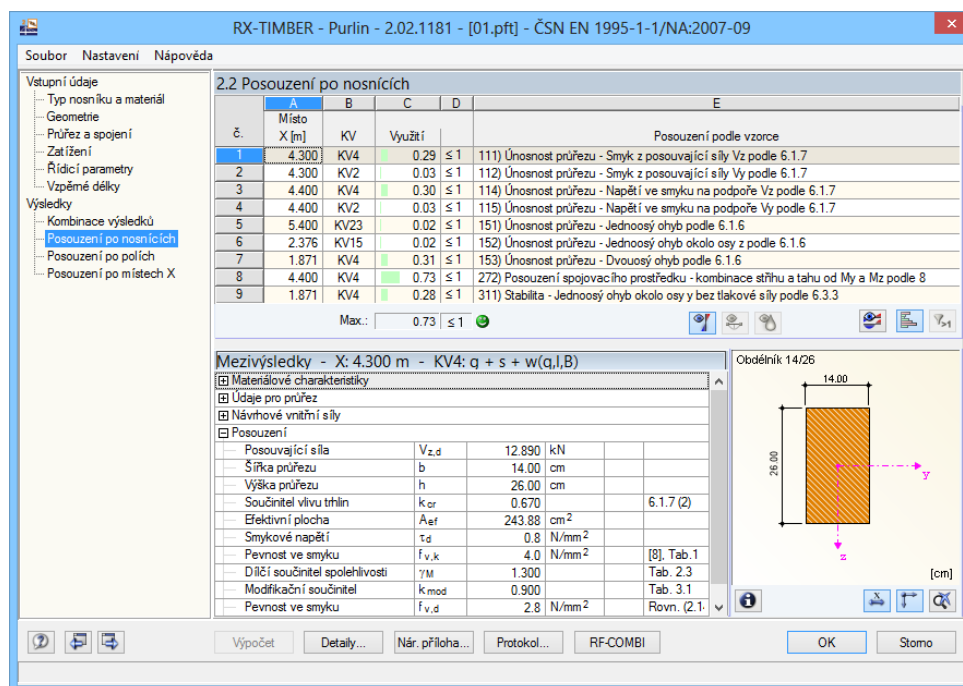 RX-TIMBER - Purlin - 2.02.1181 - [01.pft] - ČSN EN 1995-1-1/NA:2007-09
Soubor Nastavení Nápověda
Vstupní údaje
Typ nosníku a materiál
Geometrie
Průřez a spojení
Zatížení
Řídicí parametry
Vzpěrné délky
Výsledky
Kombinace výsledků
Posouzení po nosnících
Posouzení po polích
Posouzení po místech X
2.2 Posouzení po nosnících
A B C D E
č. Místo X [m] KV Využití Posouzení podle vzorce
1 4.300 KV4 0.29 ≤ 1 111) Únosnost průřezu - Smyk z posouvající síly Vz podle 6.1.7
2 4.300 KV2 0.03 ≤ 1 112) Únosnost průřezu - Smyk z posouvající síly Vy podle 6.1.7
3 4.400 KV4 0.30 ≤ 1 114) Únosnost průřezu - Napětí ve smyku na podpoře Vz podle 6.1.7
4 4.400 KV2 0.03 ≤ 1 115) Únosnost průřezu - Napětí ve smyku na podpoře Vy podle 6.1.7
5 5.400 KV23 0.02 ≤ 1 151) Únosnost průřezu - Jednoosý ohyb podle 6.1.6
6 2.376 KV15 0.02 ≤ 1 152) Únosnost průřezu - Jednoosý ohyb okolo osy z podle 6.1.6
7 1.871 KV4 0.31 ≤ 1 153) Únosnost průřezu - Dvouosý ohyb podle 6.1.6
8 4.400 KV4 0.73 ≤ 1 272) Posouzení spojovacího prostředku - kombinace střihu a tahu od My a Mz podle 8
9 1.871 KV4 0.28 ≤ 1 311) Stabilita - Jednoosý ohyb okolo osy y bez tlakové síly podle 6.3.3
Max.: 0.73 ≤ 1
Mezivýsledky - X: 4.300 m - KV4: g + s + w(q,I,B)
Materiálové charakteristiky
Údaje pro průřez
Návrhové vnitřní síly
Posouzení
Posouvající síla Vz,d 12.890 kN
Šířka průřezu b 14.00 cm
Výška průřezu h 26.00 cm
Součinitel vlivu trhlin kcr 0.670 6.1.7 (2)
Efektivní plocha Aef 243.88 cm2
Smykové napětí τd 0.8 N/mm2
Pevnost ve smyku fv,k 4.0 N/mm2 [8], Tab.1
Dílčí součinitel spolehlivosti γM 1.300 Tab. 2.3
Modifikační součinitel kmod 0.900 Tab. 3.1
Pevnost ve smyku fv,d 2.8 N/mm2 Rovn. (2.1
Obdélník 14/26
14.00
26.00
y
z
[cm]
Výpočet Detaily... Nár. příloha... Protokol... RF-COMBI OK Storno